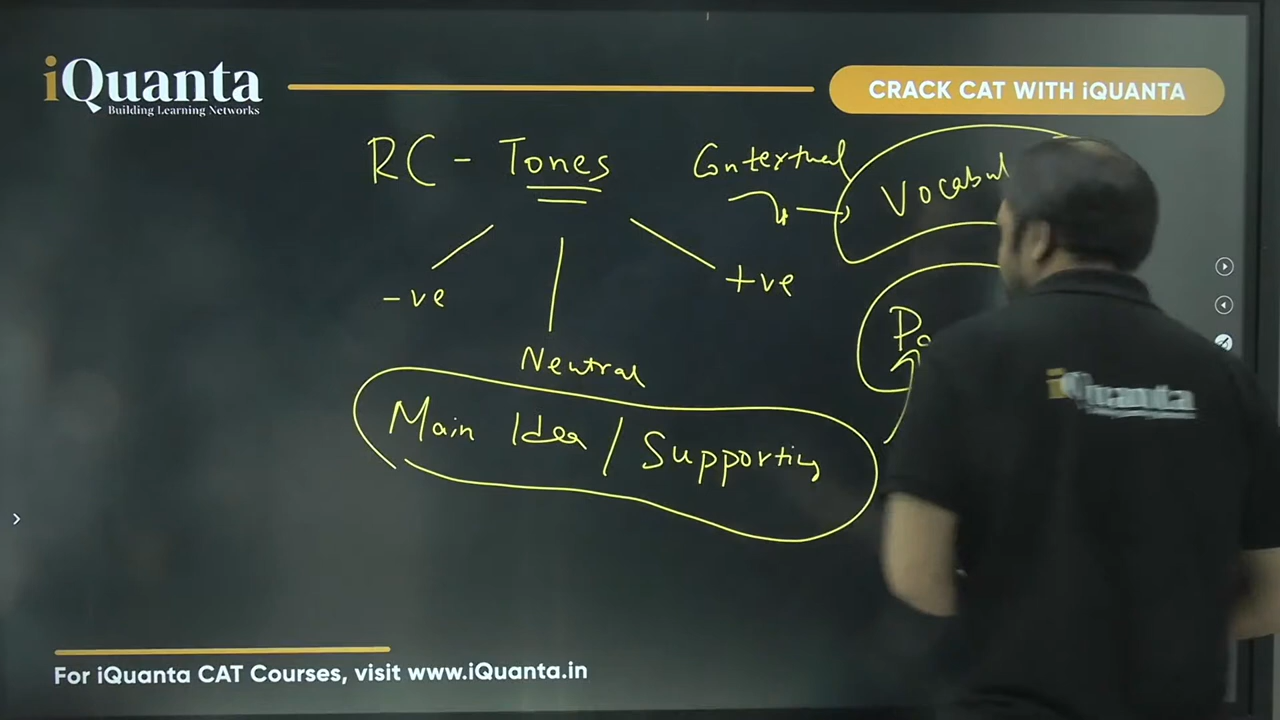 iQuanta
Building Learning Networks
CRACK CAT WITH iQUANTA
RC - Tones
Contextual
-ve
+ve
Neutral
Main Idea / Supporting
iQuanta
For iQuanta CAT Courses, visit www.iQuanta.in